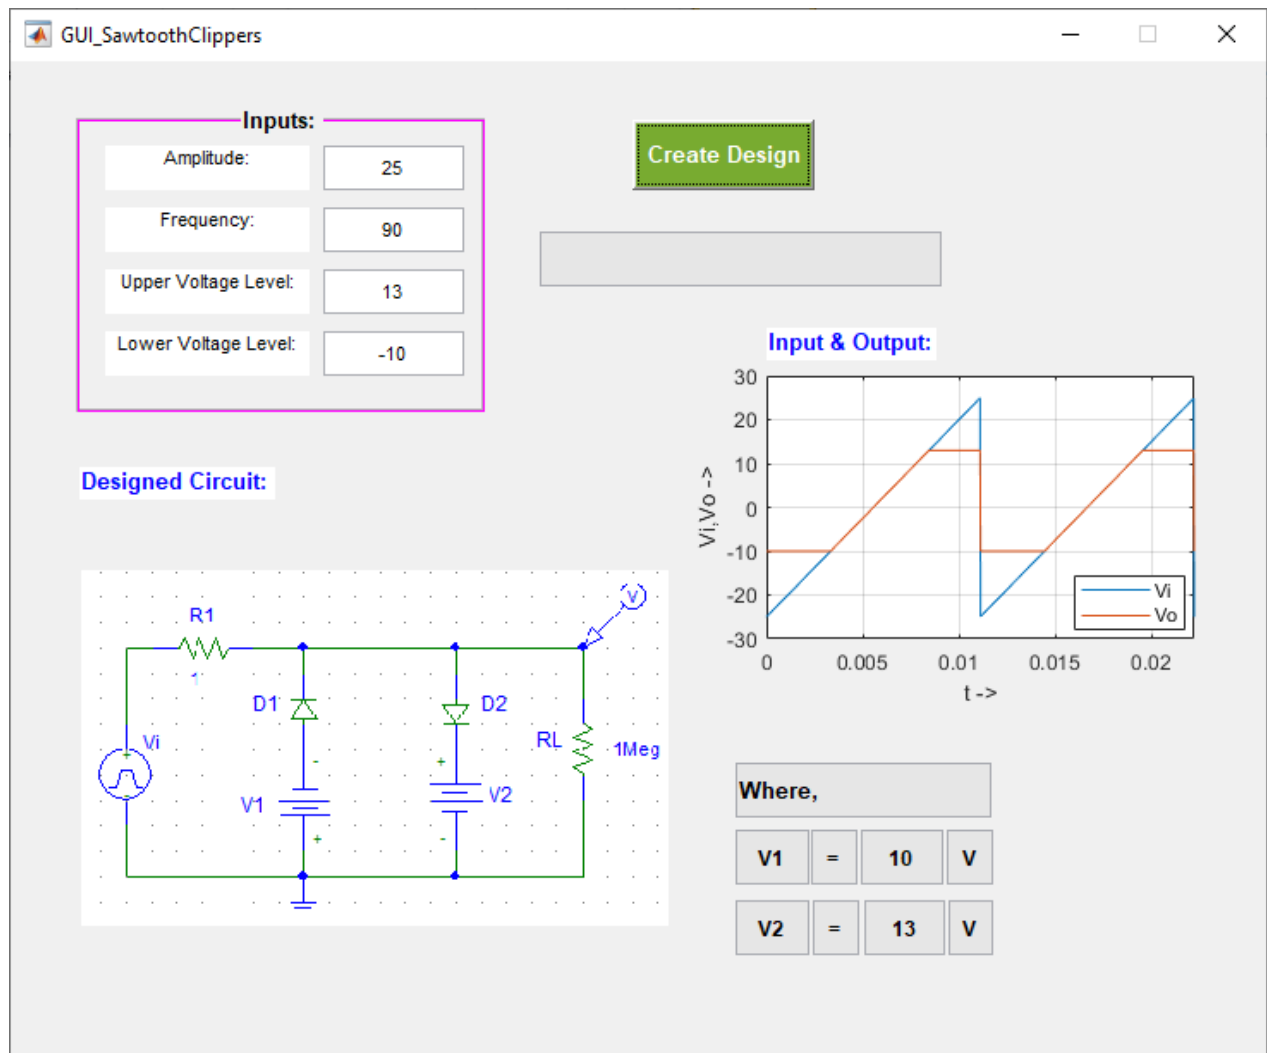 GUI_SawtoothClippers
Inputs:
Amplitude:
25
Frequency:
90
Upper Voltage Level:
13
Lower Voltage Level:
-10
Create Design
Input & Output:
30
20
10
0
-10
-20
-30
Vi,Vo ->
0
0.005
0.01
0.015
0.02
t ->
Vi
Vo
Designed Circuit:
R1
1
V
D1
D2
Vi
+
-
+
RL
1Meg
V1
V2
+
-
Where,
V1 = 10 V
V2 = 13 V